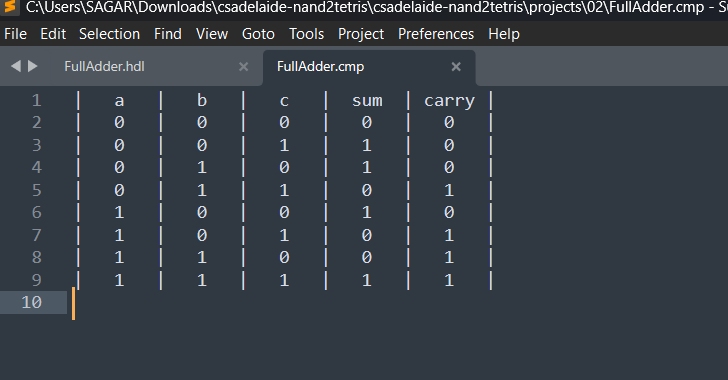 C:\Users\SAGAR\Downloads\csadelaide-nand2tetris\csadelaide-nand2tetris\projects\02\FullAdder.cmp - S
File Edit Selection Find View Goto Tools Project Preferences Help
FullAdder.hdl × FullAdder.cmp ×
1 | a | b | c | sum | carry |
2 | 0 | 0 | 0 | 0 | 0 |
3 | 0 | 0 | 1 | 1 | 0 |
4 | 0 | 1 | 0 | 1 | 0 |
5 | 0 | 1 | 1 | 0 | 1 |
6 | 1 | 0 | 0 | 1 | 0 |
7 | 1 | 0 | 1 | 0 | 1 |
8 | 1 | 1 | 0 | 0 | 1 |
9 | 1 | 1 | 1 | 1 | 1 |
10